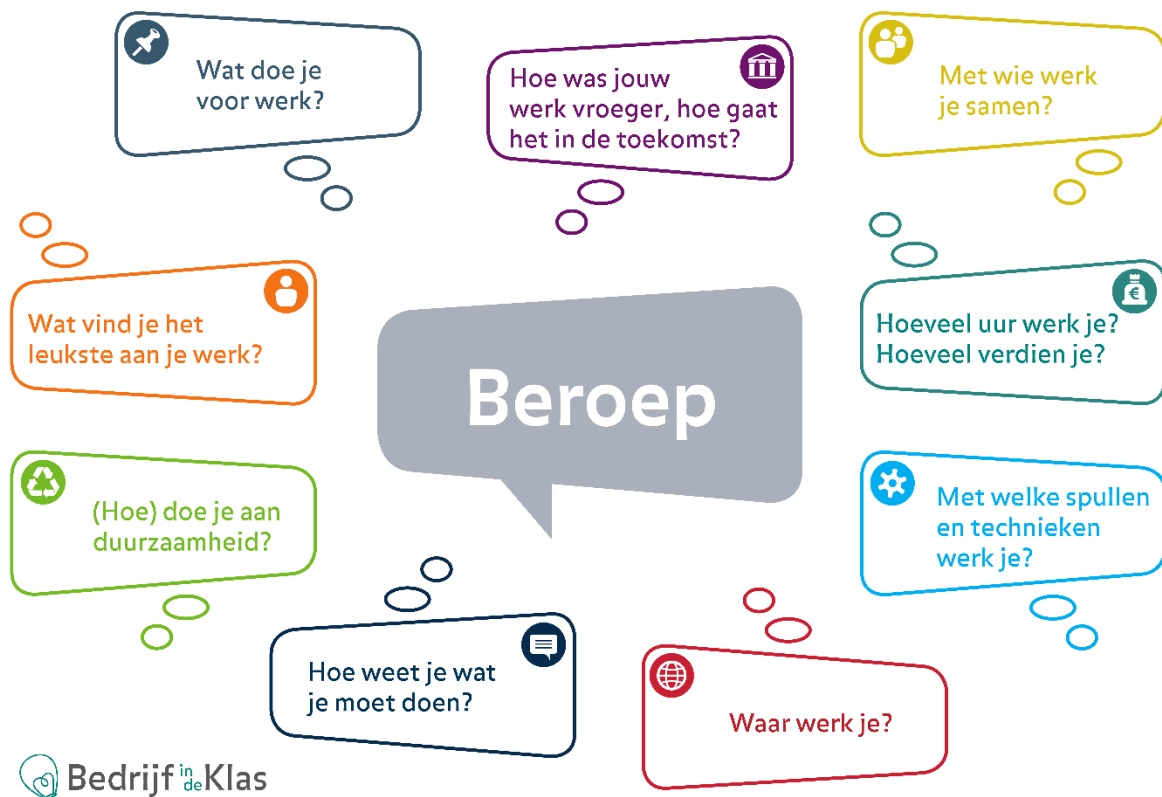 Wat doe je
voor werk?
Hoe was jouw
werk vroeger, hoe gaat
het in de toekomst?
Met wie werk
je samen?
Wat vind je het
leukste aan je werk?
Beroep
Hoeveel uur werk je?
Hoeveel verdien je?
(Hoe) doe je aan
duurzaamheid?
Met welke spullen
en technieken
werk je?
Hoe weet je wat
je moet doen?
Waar werk je?
Bedrijf in de Klas